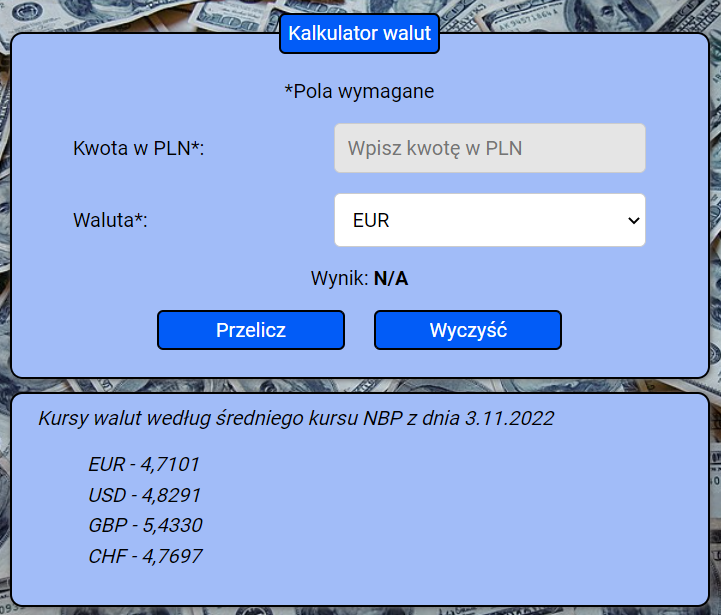 Kalkulator walut
*Pola wymagane
Kwota w PLN*:
Wpisz kwotę w PLN
Waluta*:
EUR
Wynik: N/A
Przelicz
Wyczyść
Kursy walut według średniego kursu NBP z dnia 3.11.2022
EUR - 4,7101
USD - 4,8291
GBP - 5,4330
CHF - 4,7697